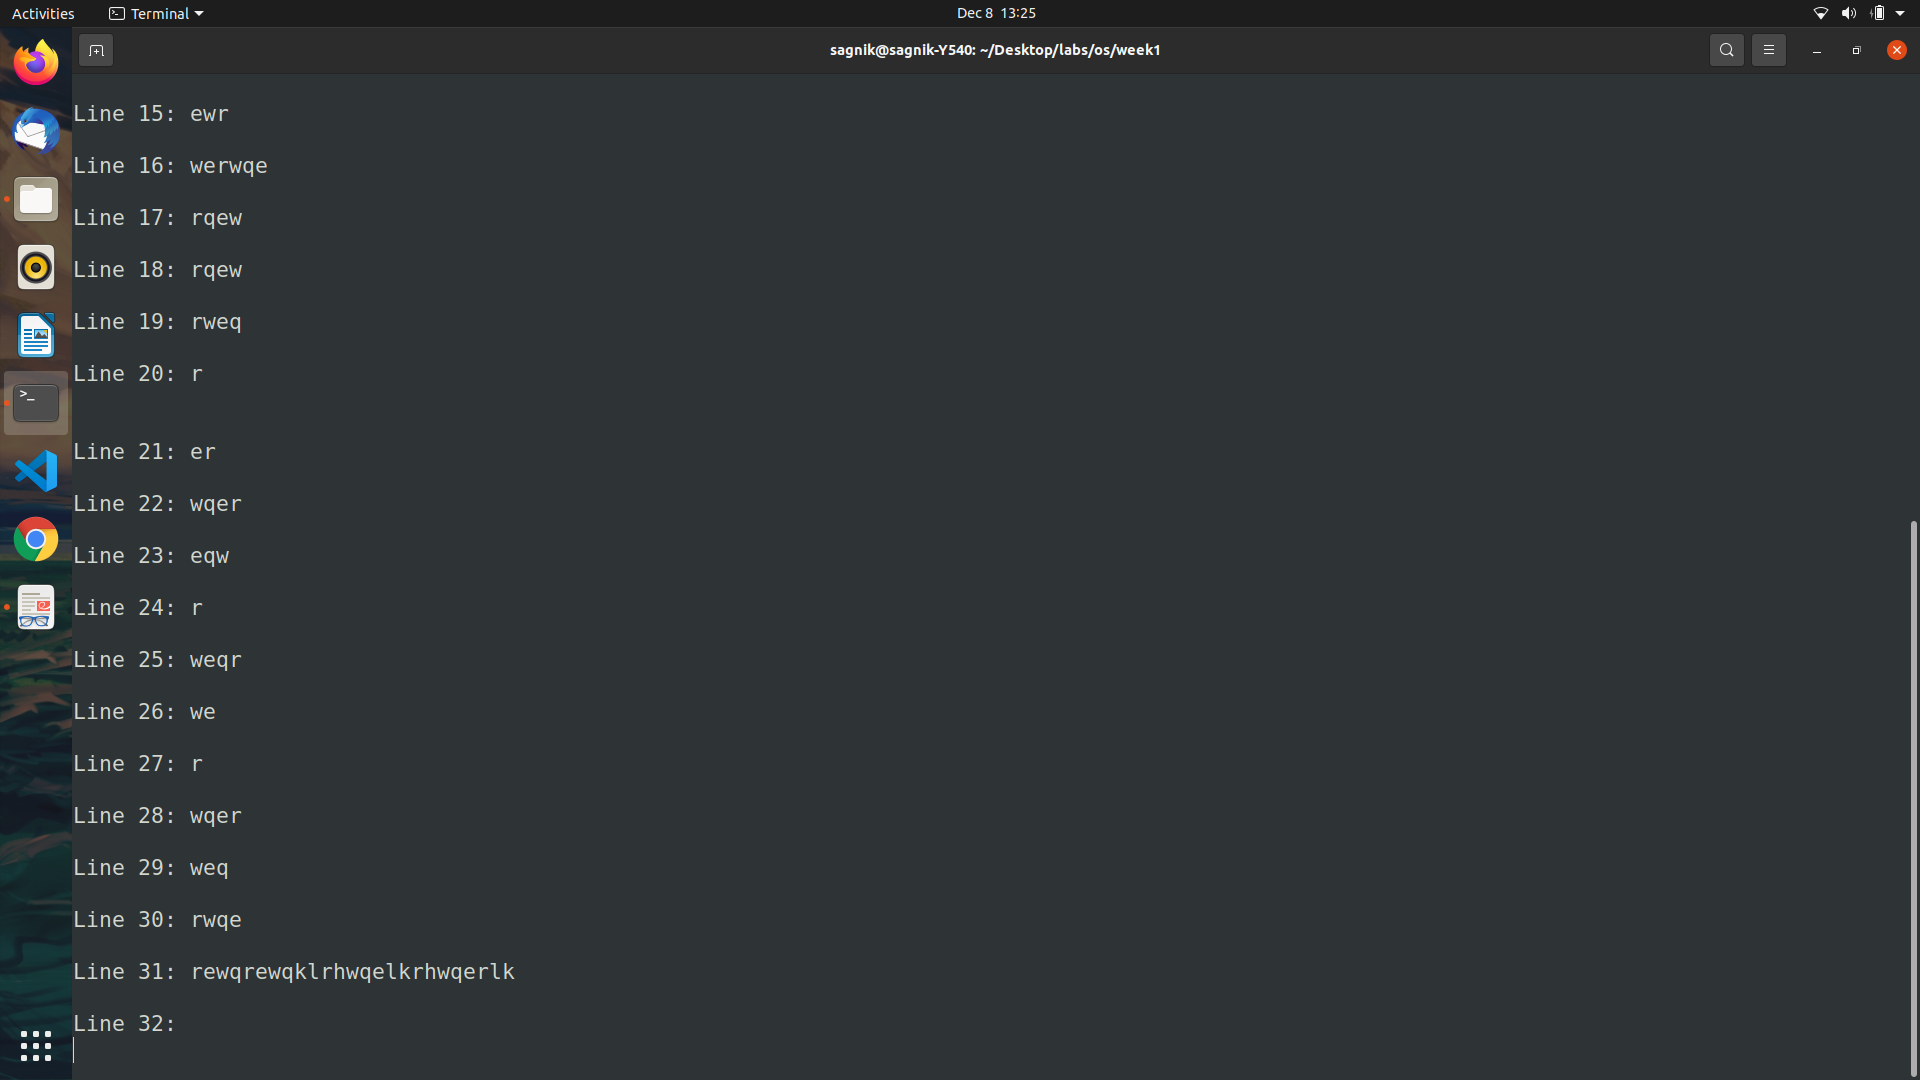 Activities
Terminal
Dec 8 13:25
sagnik@sagnik-Y540: ~/Desktop/labs/os/week1
Line 15: ewr
Line 16: werwqe
Line 17: rqew
Line 18: rqew
Line 19: rweq
Line 20: r
Line 21: er
Line 22: wqer
Line 23: eqw
Line 24: r
Line 25: weqr
Line 26: we
Line 27: r
Line 28: wqer
Line 29: weq
Line 30: rwqe
Line 31: rewqrewqklrhwqelkrhwqerlk
Line 32: